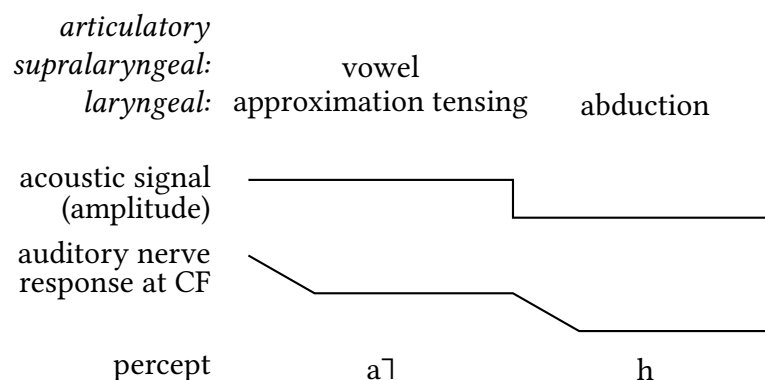 articulatory
supralaryngeal: vowel
laryngeal: approximation tensing abduction
acoustic signal
(amplitude)
auditory nerve
response at CF
percept a˥ h